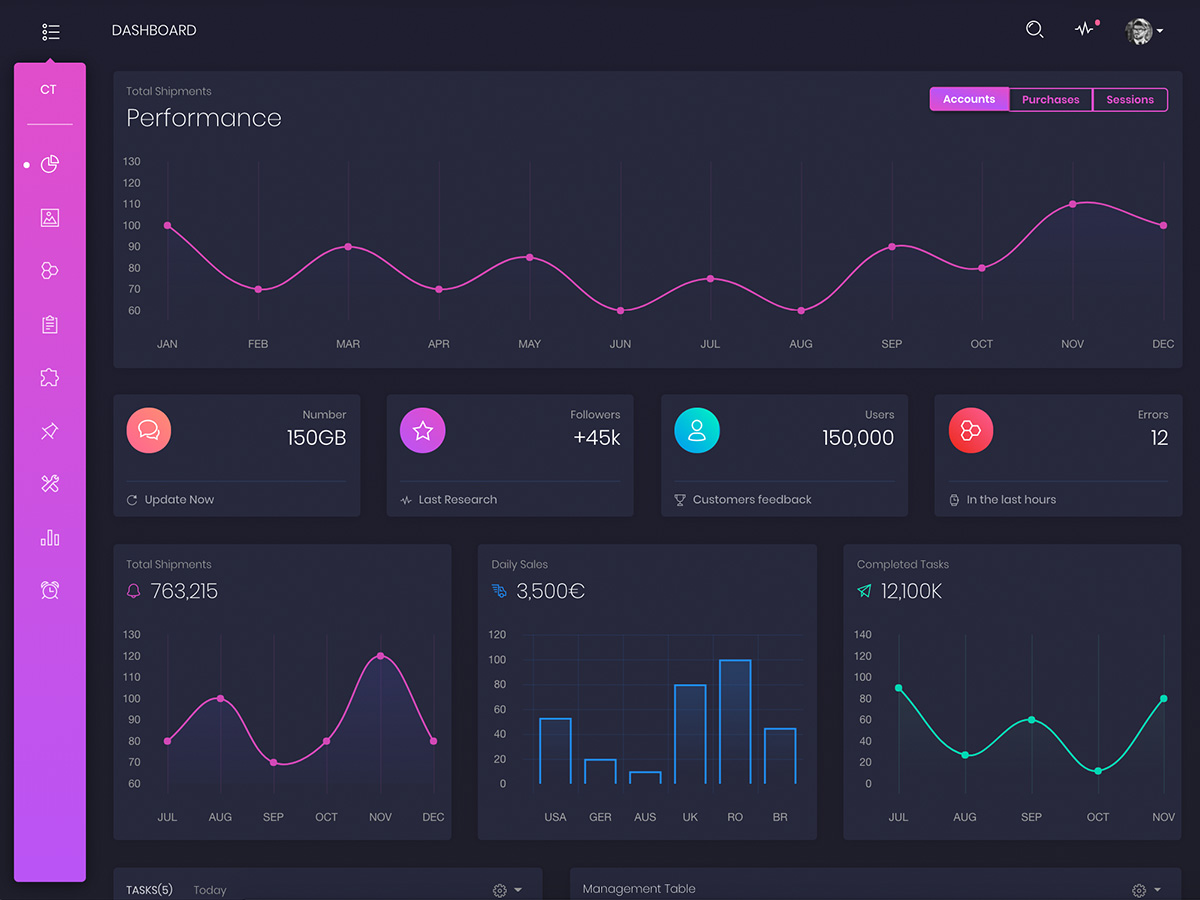 DASHBOARD
CT
Total Shipments
Performance
Accounts Purchases Sessions
130
120
110
100
90
80
70
60
JAN FEB MAR APR MAY JUN JUL AUG SEP OCT NOV DEC
Number
150GB
Update Now
Followers
+45k
Last Research
Users
150,000
Customers feedback
Errors
12
In the last hours
Total Shipments
763,215
130
120
110
100
90
80
70
60
JUL AUG SEP OCT NOV DEC
Daily Sales
3,500€
120
100
80
60
40
20
0
USA GER AUS UK RO BR
Completed Tasks
12,100K
140
120
100
80
60
40
20
0
JUL AUG SEP OCT NOV
TASKS(5) Today
Management Table